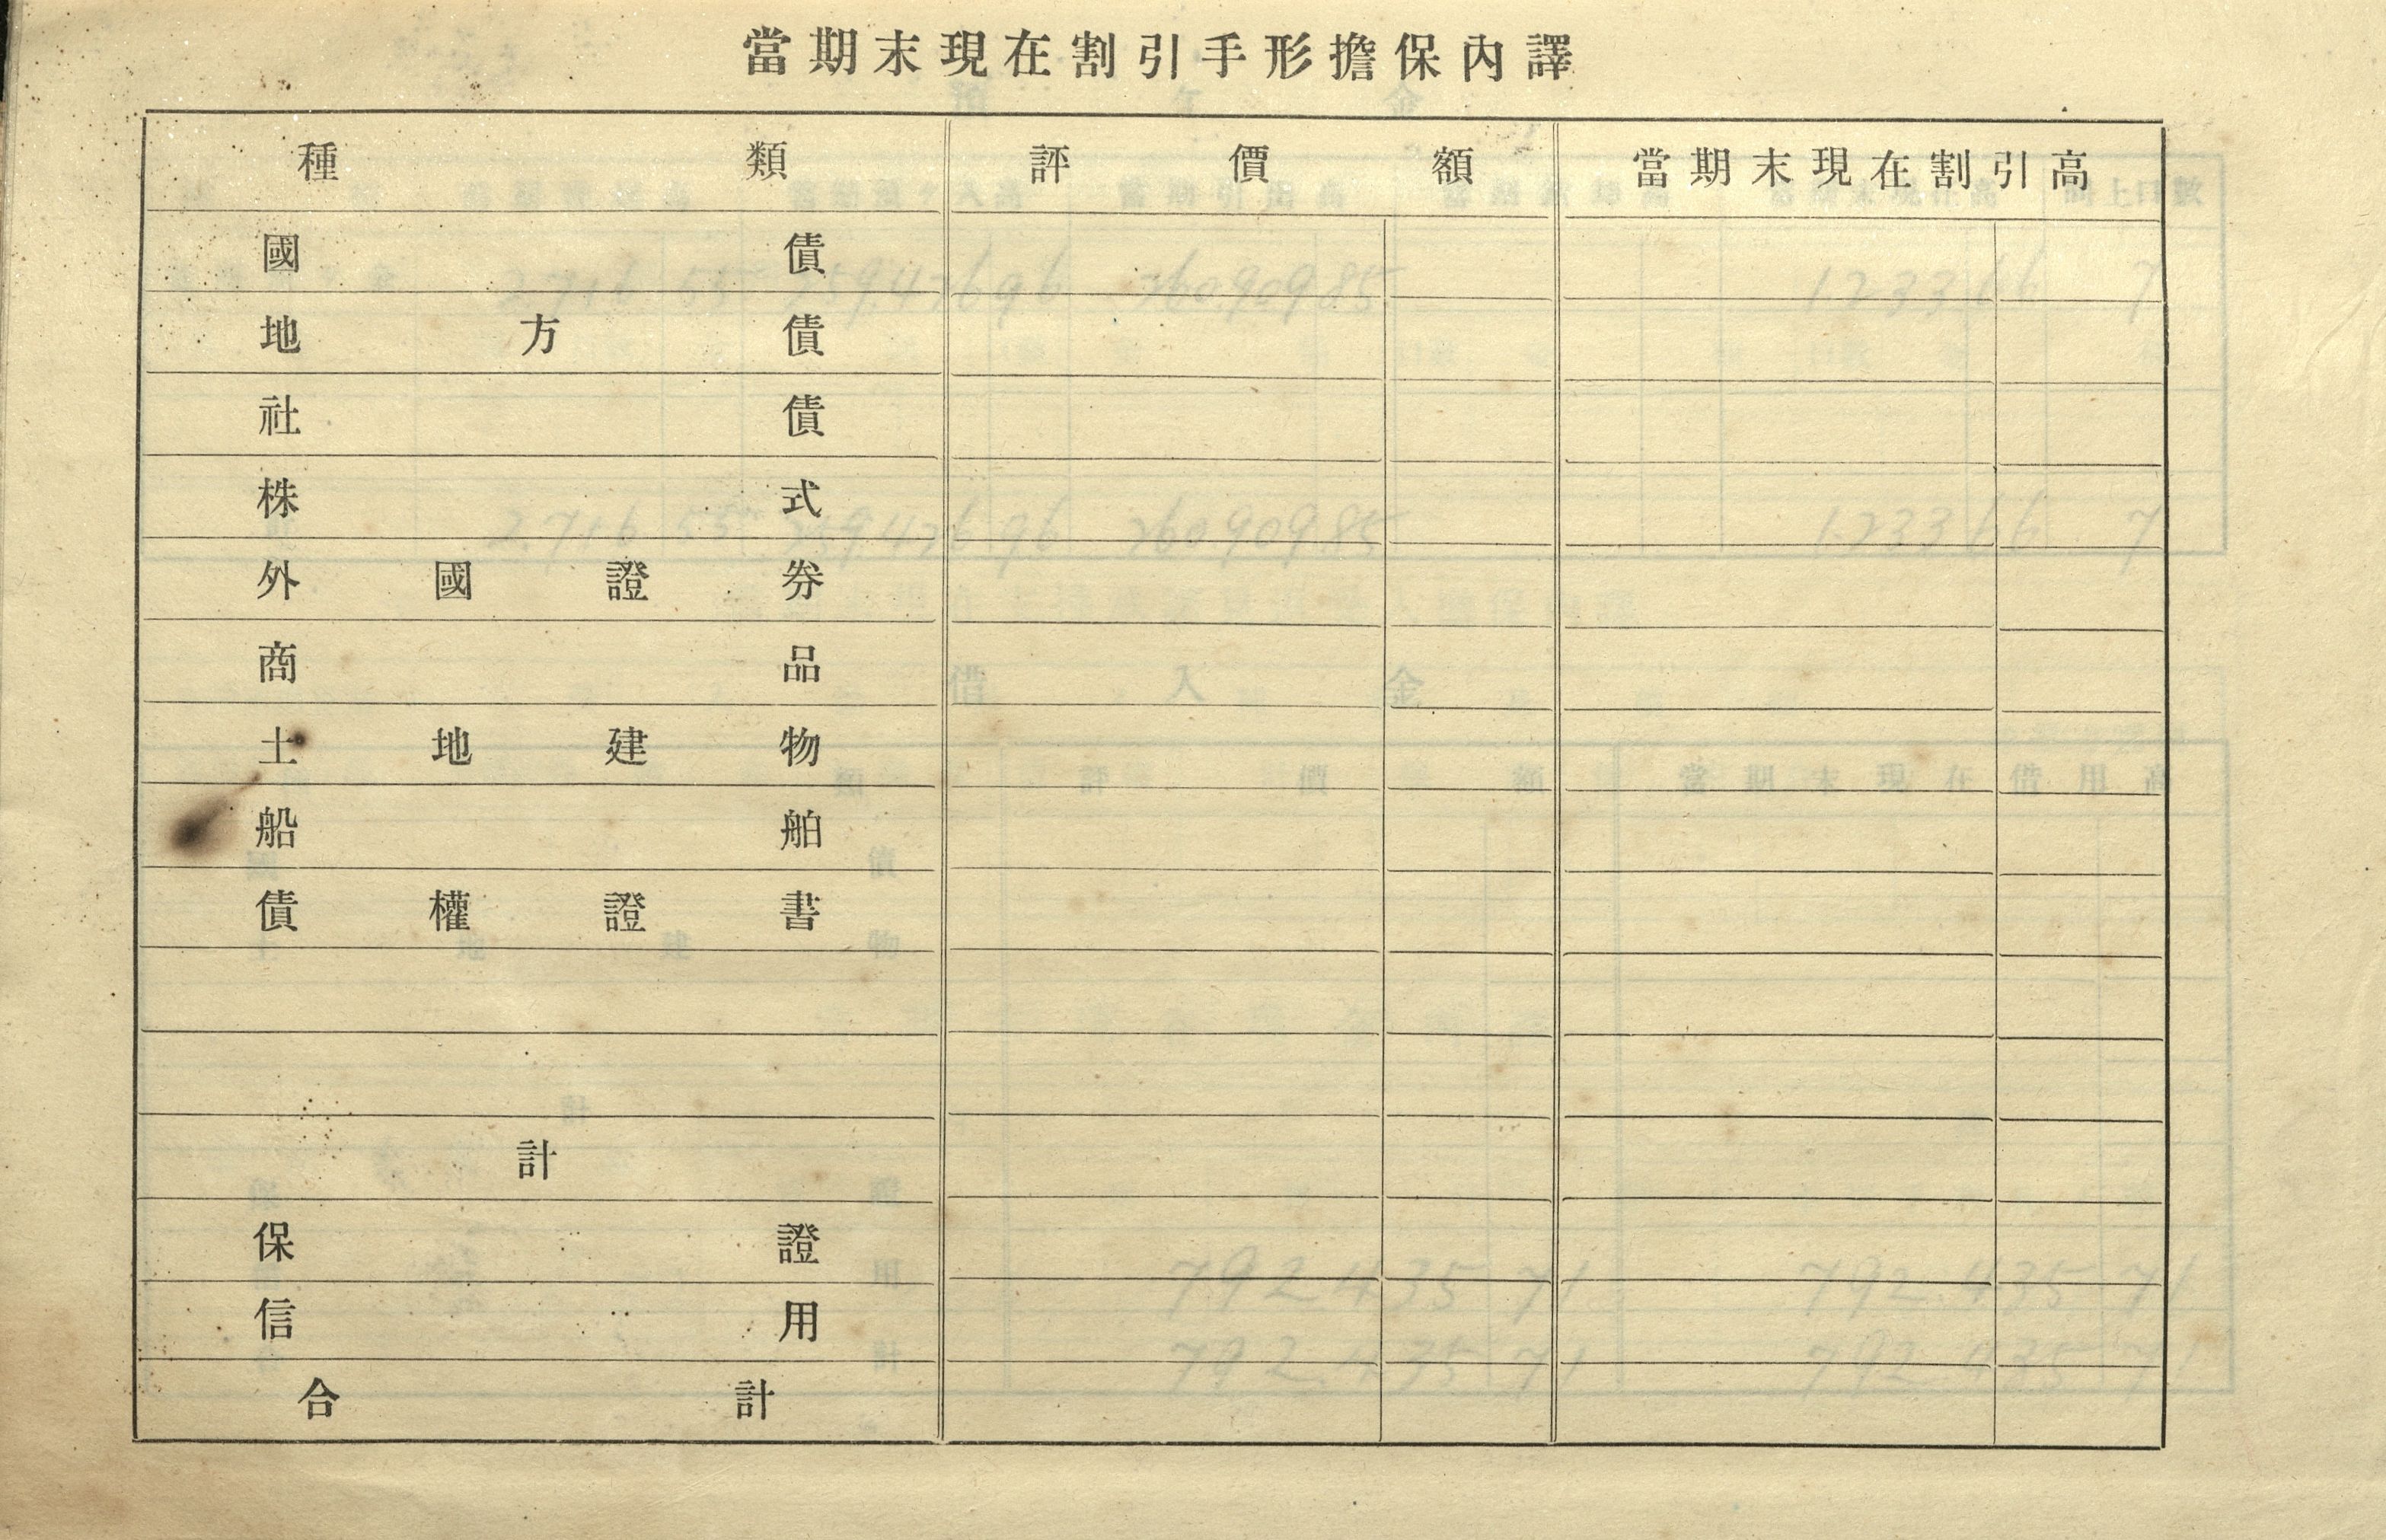 當期末現在割引手形擔保內譯
種類 評價額 當期末現在割引高
國債
地方債
社債
株式
外國證券
商品
土地建物
船舶
債權證書
計
保證
信用
合計